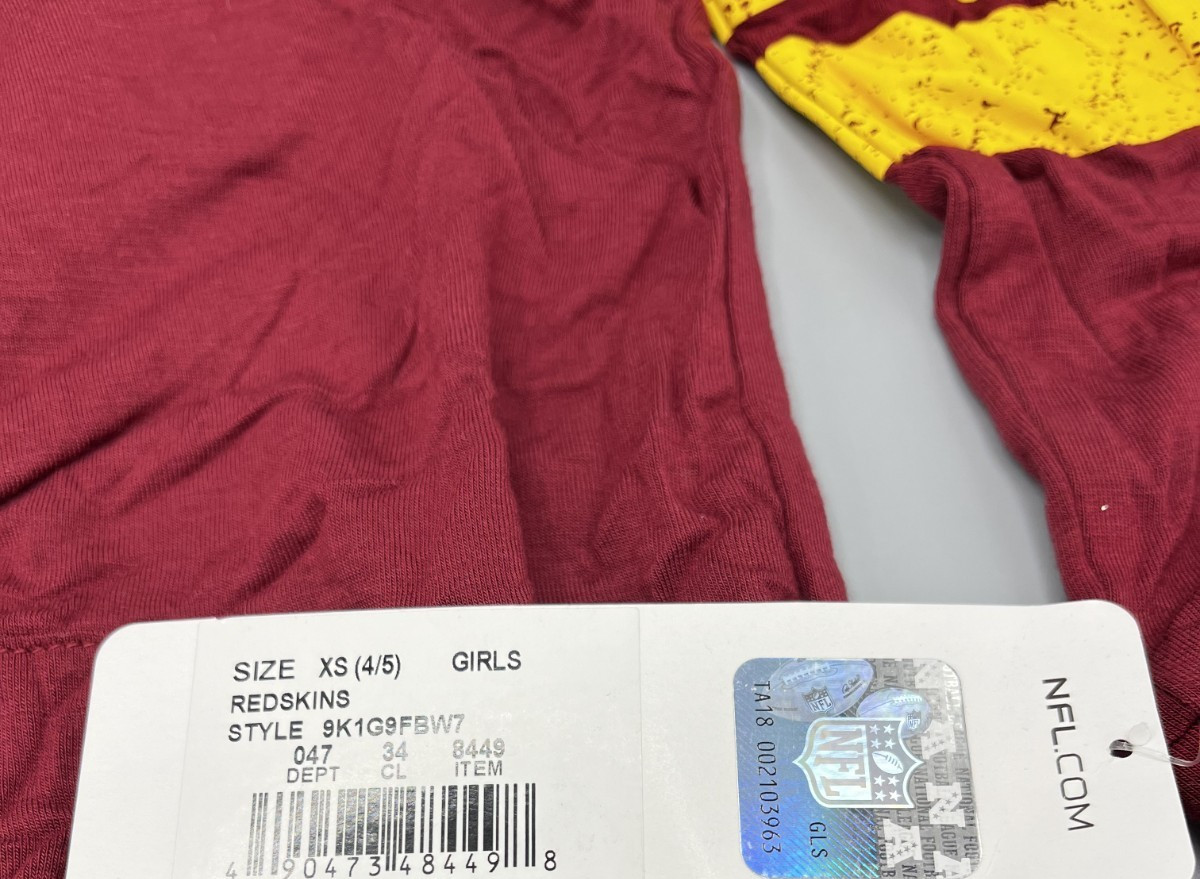 SIZE XS (4/5) GIRLS
REDSKINS
STYLE 9K1G9FBW7
047 34 8449
DEPT CL ITEM
4 90473 48449 8
TA18 002103963
GLS
NFL
NFL
NFL.COM